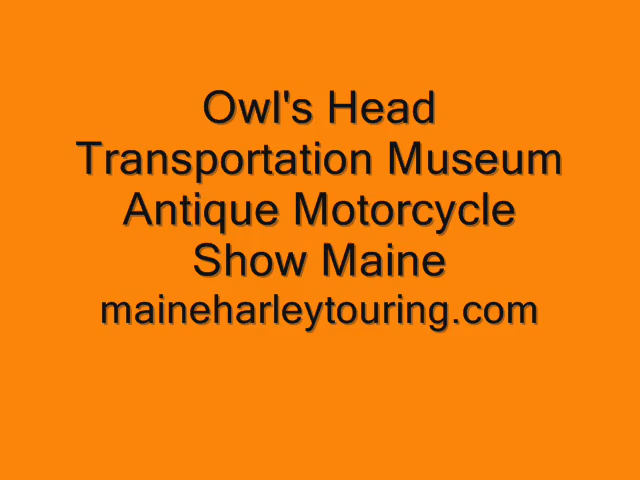 Owl's Head
Transportation Museum
Antique Motorcycle
Show Maine
maineharleytouring.com